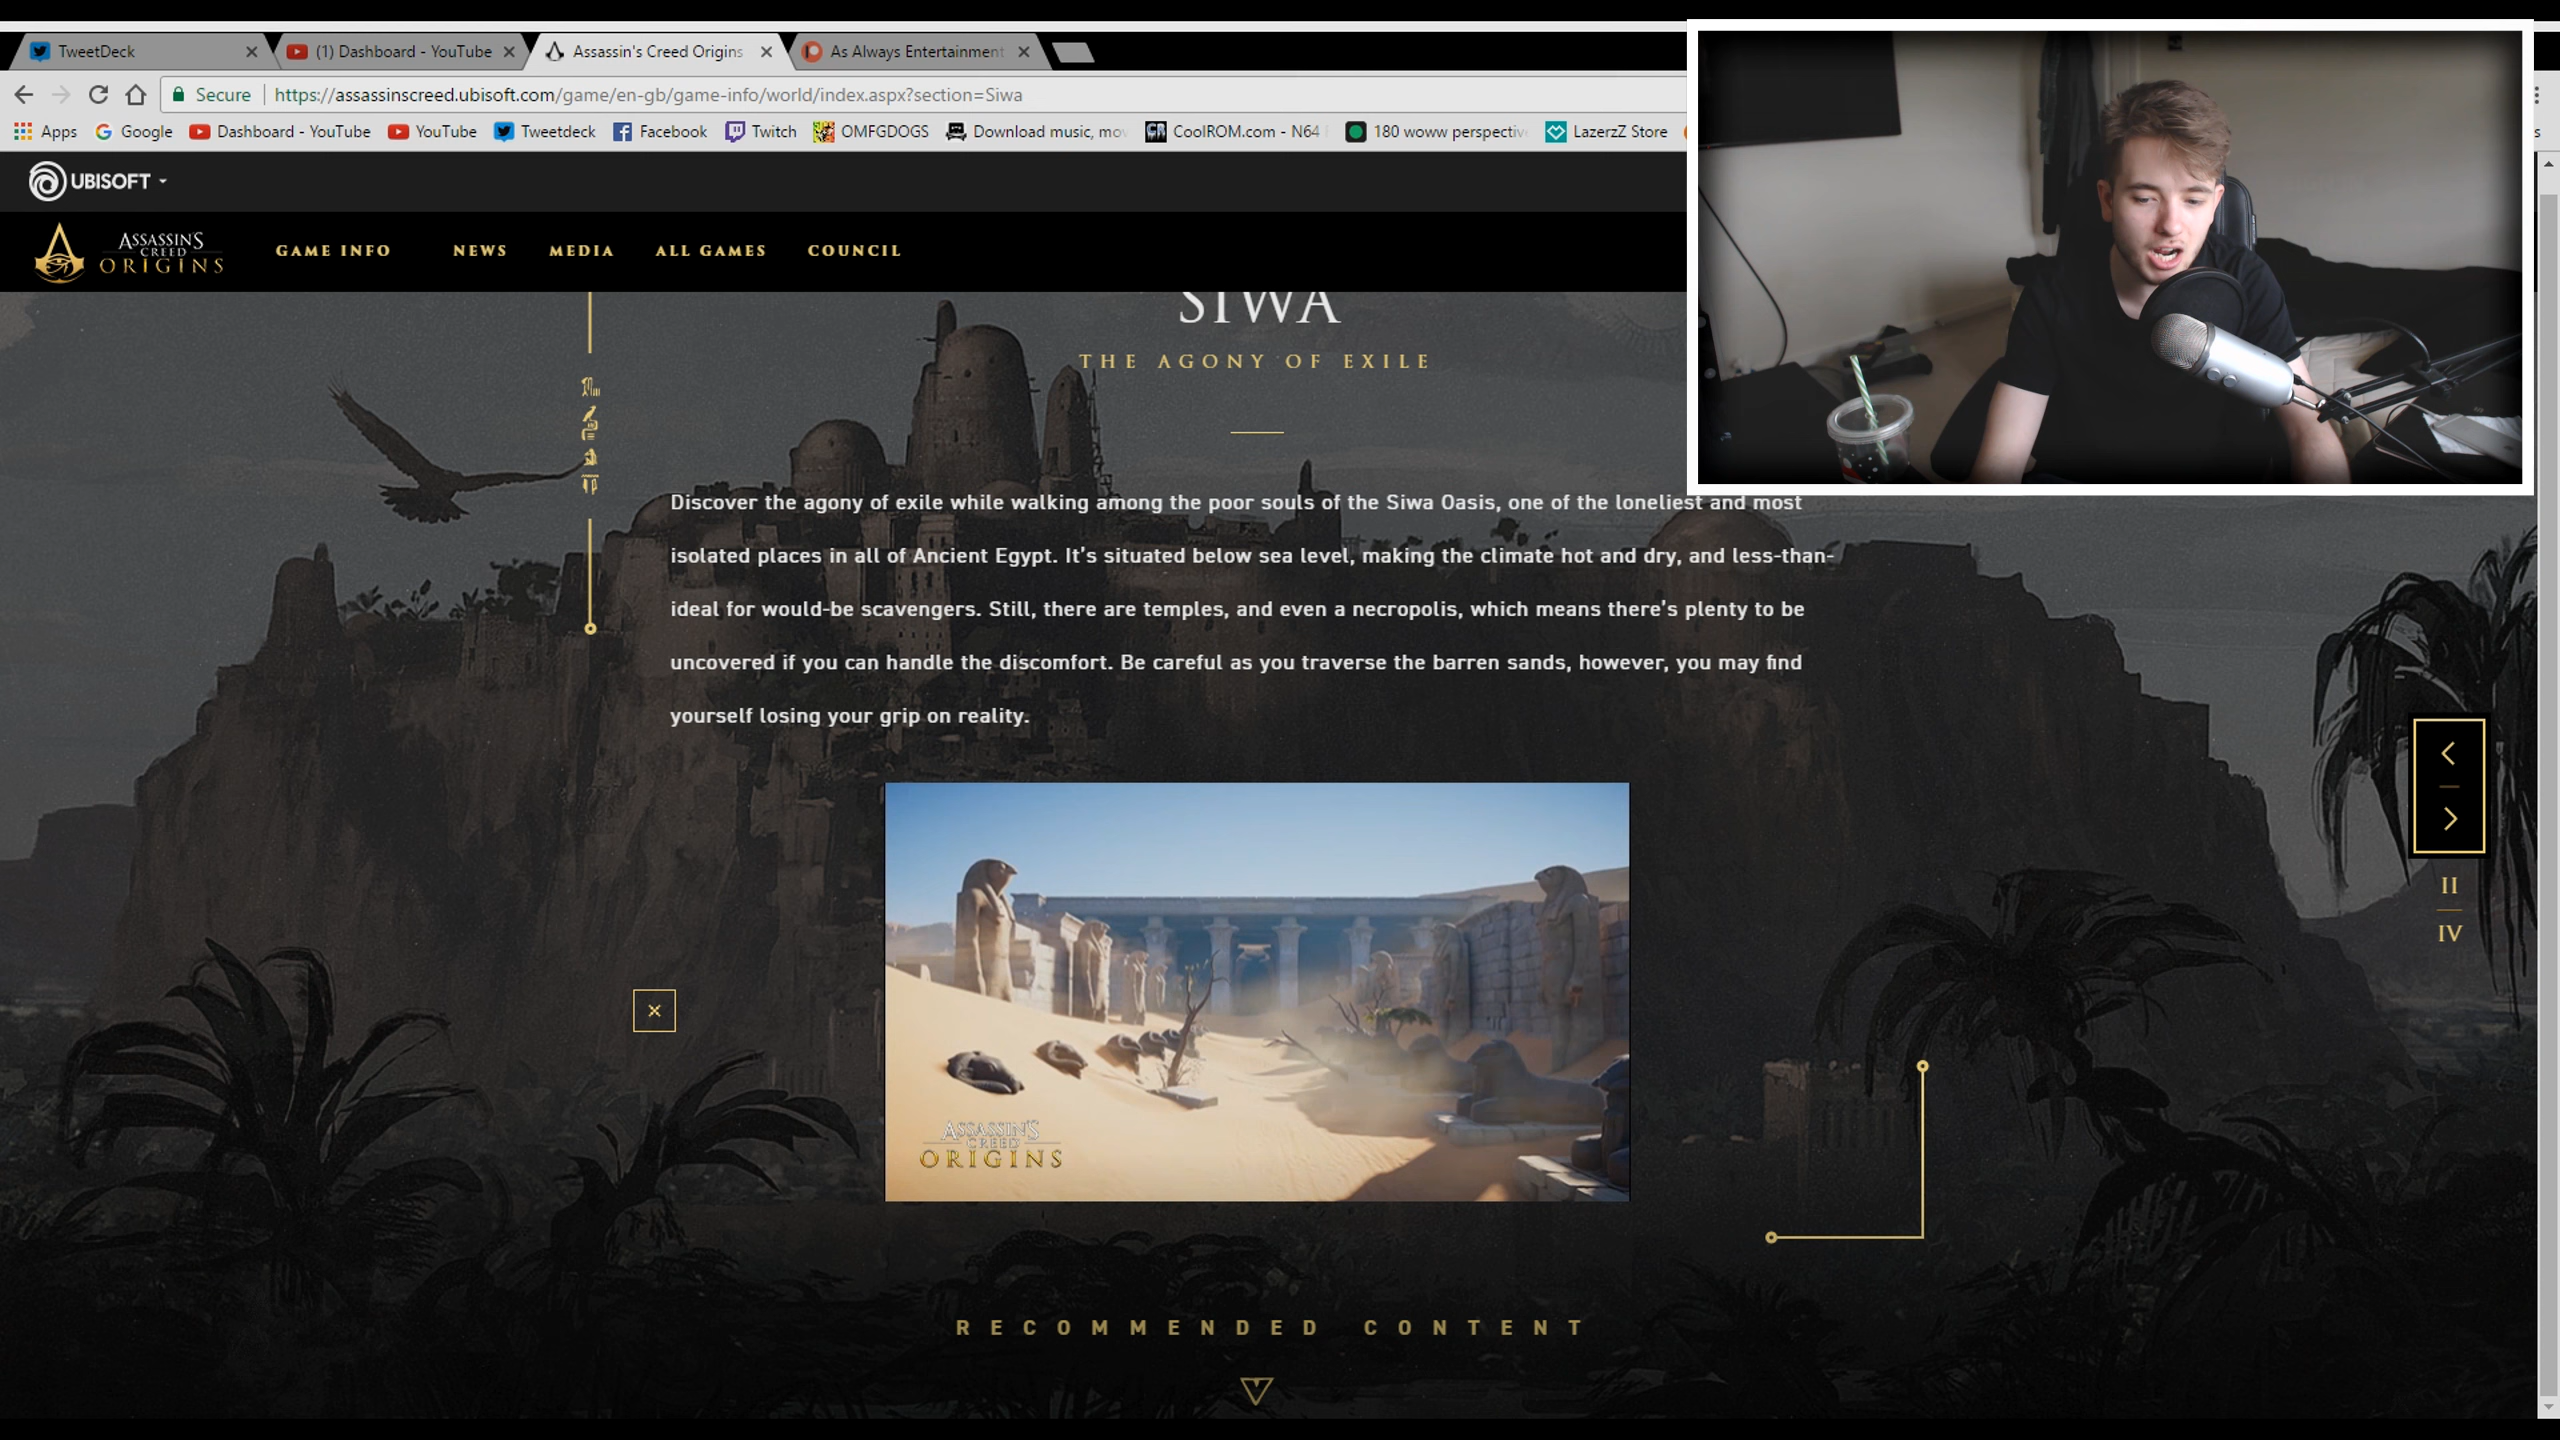 TweetDeck
(1) Dashboard - YouTube
Assassin's Creed Origins
As Always Entertainment
Secure
https://assassinscreed.ubisoft.com/game/en-gb/game-info/world/index.aspx?section=Siwa
Apps
Google
Dashboard - YouTube
YouTube
Tweetdeck
Facebook
Twitch
OMFGDOGS
Download music, mov
CoolROM.com - N64
180 woww perspectiv
LazerzZ Store
s
UBISOFT
ASSASSIN'S
CREED
ORIGINS
GAME INFO
NEWS
MEDIA
ALL GAMES
COUNCIL
SIWA
THE AGONY OF EXILE
Discover the agony of exile while walking among the poor souls of the Siwa Oasis, one of the loneliest and most
isolated places in all of Ancient Egypt. It's situated below sea level, making the climate hot and dry, and less-than-
ideal for would-be scavengers. Still, there are temples, and even a necropolis, which means there's plenty to be
uncovered if you can handle the discomfort. Be careful as you traverse the barren sands, however, you may find
yourself losing your grip on reality.
II
IV
ASSASSIN'S
CREED
ORIGINS
RECOMMENDED CONTENT